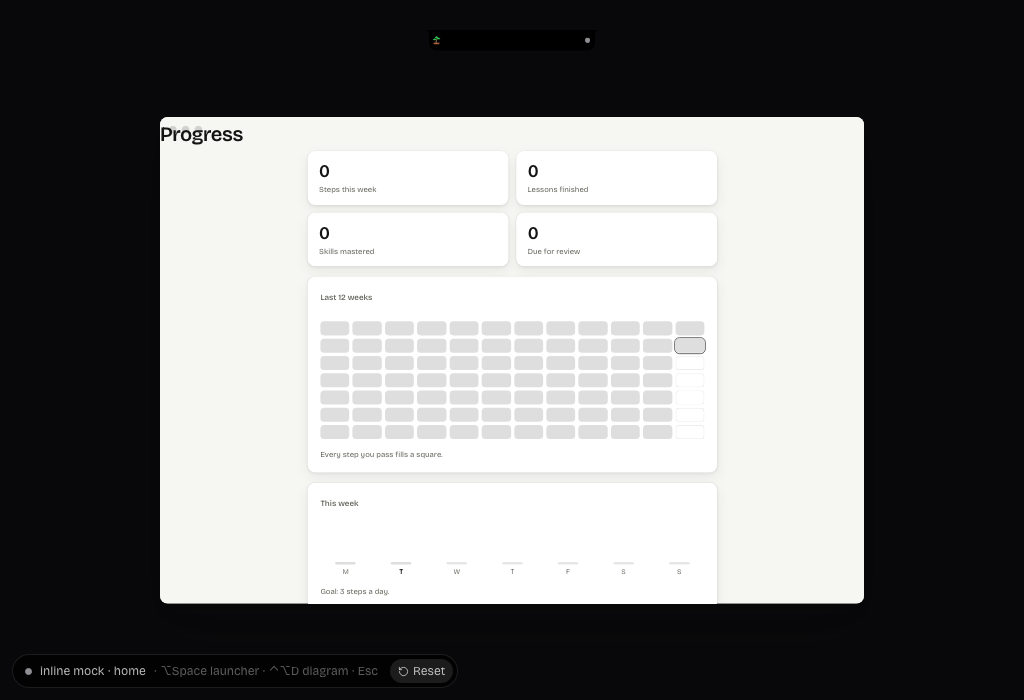 Progress
0
Steps this week
0
Lessons finished
0
Skills mastered
0
Due for review
Last 12 weeks
Every step you pass fills a square.
This week
M T W T F S S
Goal: 3 steps a day.
inline mock · home · ⌥Space launcher · ^⌥D diagram · Esc Reset